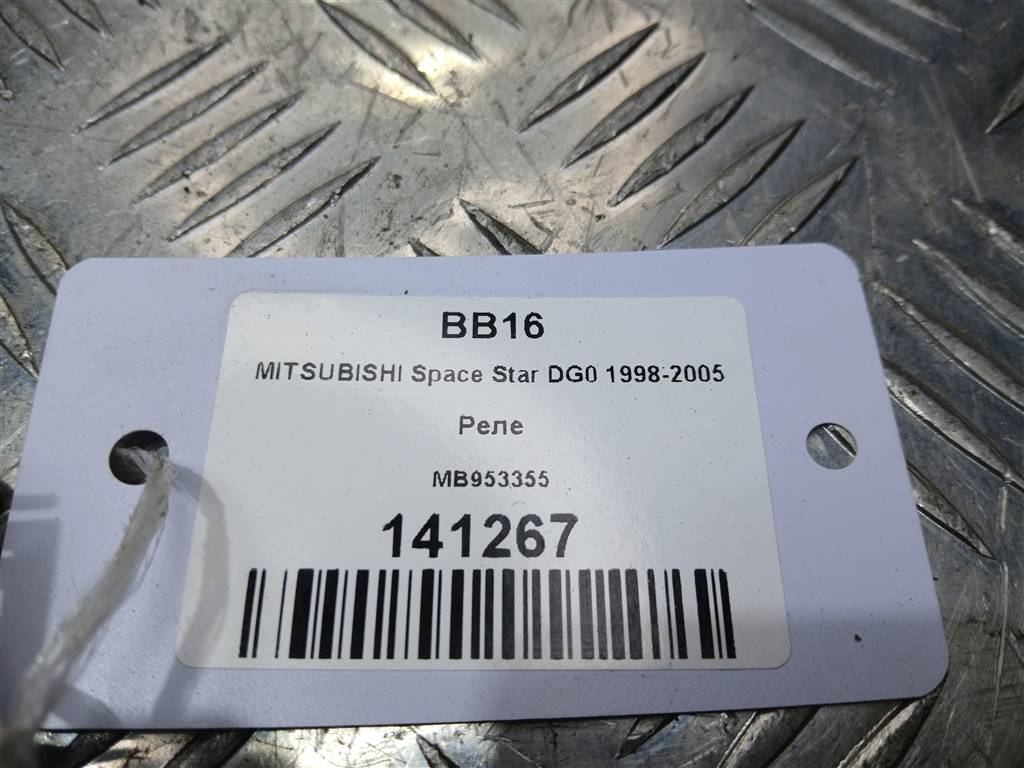 BB16
MITSUBISHI Space Star DG0 1998-2005
Реле
MB953355
141267